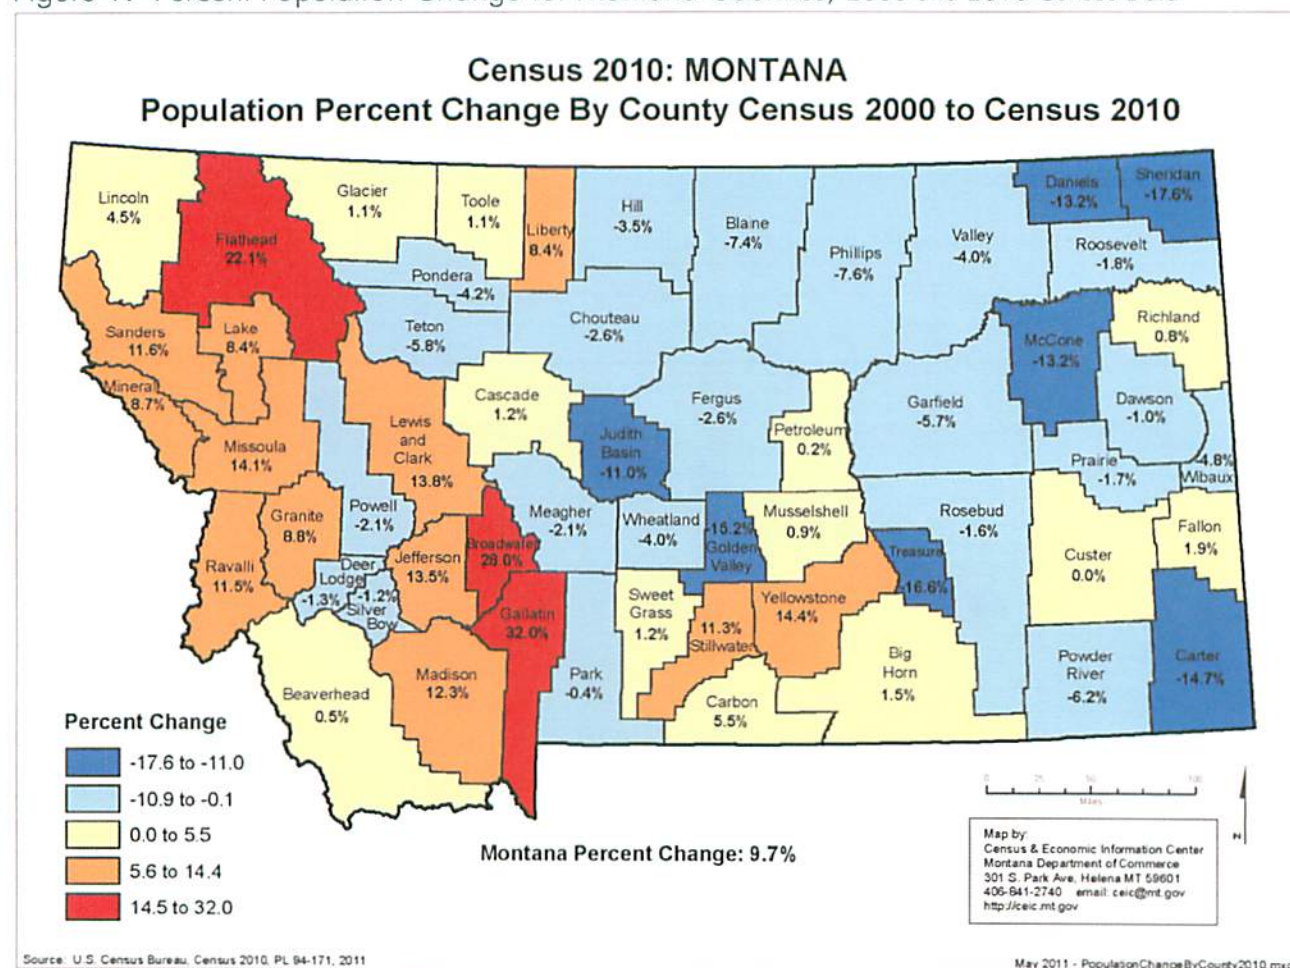 Census 2010: MONTANA
Population Percent Change By County Census 2000 to Census 2010
Lincoln
4.5%
Flathead
22.1%
Glacier
1.1%
Toole
1.1%
Liberty
8.4%
Hill
-3.5%
Blaine
-7.4%
Phillips
-7.6%
Valley
-4.0%
Daniels
-13.2%
Sheridan
-17.6%
Roosevelt
-1.8%
Pondera
-4.2%
Teton
-5.8%
Chouteau
-2.6%
Sanders
11.6%
Lake
8.4%
Mineral
8.7%
Missoula
14.1%
Lewis
and
Clark
13.8%
Cascade
1.2%
Judith
Basin
-11.0%
Fergus
-2.6%
Petroleum
0.2%
Garfield
-5.7%
McCone
-13.2%
Richland
0.8%
Dawson
-1.0%
Prairie
-1.7%
-4.8%
Wibaux
Powell
-2.1%
Granite
8.8%
Ravalli
11.5%
Deer
Lodge
-1.3%
-1.2%
Silver
Bow
Jefferson
13.5%
Broadwater
28.0%
Meagher
-2.1%
Wheatland
-4.0%
-15.2%
Golden
Valley
Musselshell
0.9%
Rosebud
-1.6%
Treasure
-16.6%
Custer
0.0%
Fallon
1.9%
Gallatin
32.0%
Sweet
Grass
1.2%
11.3%
Stillwater
Yellowstone
14.4%
Big
Horn
1.5%
Powder
River
-6.2%
Carter
-14.7%
Beaverhead
0.5%
Madison
12.3%
Park
-0.4%
Carbon
5.5%
Percent Change
-17.6 to -11.0
-10.9 to -0.1
0.0 to 5.5
5.6 to 14.4
14.5 to 32.0
Montana Percent Change: 9.7%
0 25 50 100
Miles
N
Map by:
Census & Economic Information Center
Montana Department of Commerce
301 S. Park Ave, Helena MT 59601
406-841-2740 email: ceic@mt.gov
http://ceic.mt.gov
Source: U.S. Census Bureau, Census 2010, PL 94-171, 2011
May 2011 - PopulationChangeByCounty2010.mxd